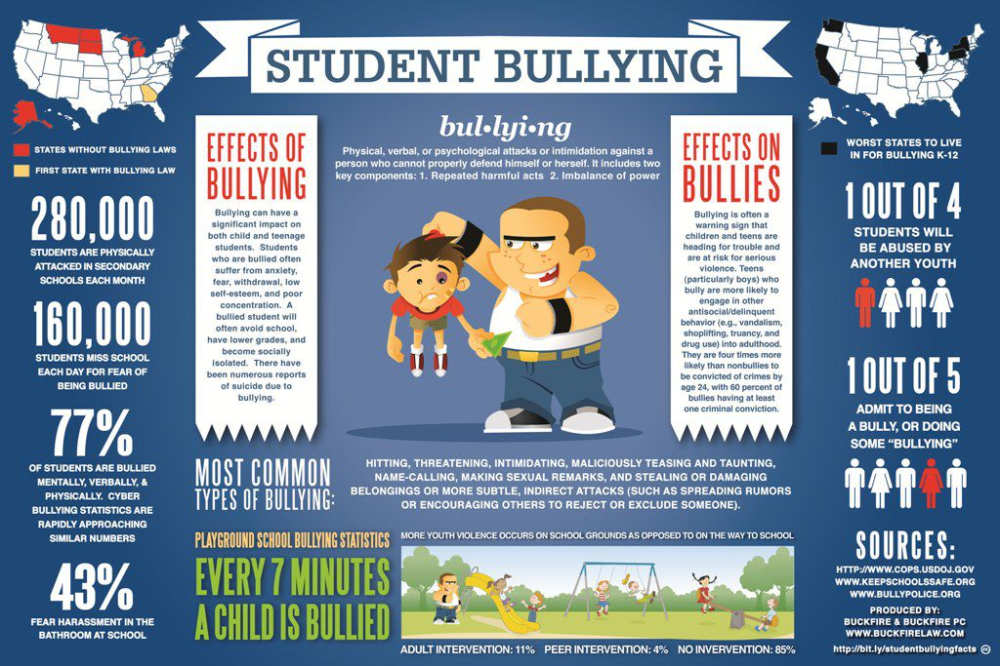 STUDENT BULLYING
STATES WITHOUT BULLYING LAWS
FIRST STATE WITH BULLYING LAW
280,000
STUDENTS ARE PHYSICALLY
ATTACKED IN SECONDARY
SCHOOLS EACH MONTH
160,000
STUDENTS MISS SCHOOL
EACH DAY FOR FEAR OF
BEING BULLIED
77%
OF STUDENTS ARE BULLIED
MENTALLY, VERBALLY, &
PHYSICALLY. CYBER
BULLYING STATISTICS ARE
RAPIDLY APPROACHING
SIMILAR NUMBERS
43%
FEAR HARASSMENT IN THE
BATHROOM AT SCHOOL
EFFECTS OF
BULLYING
Bullying can have a
significant impact on
both child and teenage
students. Students
who are bullied often
suffer from anxiety,
fear, withdrawal, low
self-esteem, and poor
concentration. A
bullied student will
often avoid school,
have lower grades, and
become socially
isolated. There have
been numerous reports
of suicide due to
bullying.
bul•lyi•ng
Physical, verbal, or psychological attacks or intimidation against a
person who cannot properly defend himself or herself. It includes two
key components: 1. Repeated harmful acts 2. Imbalance of power
EFFECTS ON
BULLIES
Bullying is often a
warning sign that
children and teens are
heading for trouble and
are at risk for serious
violence. Teens
(particularly boys) who
bully are more likely to
engage in other
antisocial/delinquent
behavior (e.g., vandalism,
shoplifting, truancy, and
drug use) into adulthood.
They are four times more
likely than nonbullies to
be convicted of crimes by
age 24, with 60 percent of
bullies having at least
one criminal conviction.
MOST COMMON
TYPES OF BULLYING:
HITTING, THREATENING, INTIMIDATING, MALICIOUSLY TEASING AND TAUNTING,
NAME-CALLING, MAKING SEXUAL REMARKS, AND STEALING OR DAMAGING
BELONGINGS OR MORE SUBTLE, INDIRECT ATTACKS (SUCH AS SPREADING RUMORS
OR ENCOURAGING OTHERS TO REJECT OR EXCLUDE SOMEONE).
PLAYGROUND SCHOOL BULLYING STATISTICS
EVERY 7 MINUTES
A CHILD IS BULLIED
MORE YOUTH VIOLENCE OCCURS ON SCHOOL GROUNDS AS OPPOSED TO ON THE WAY TO SCHOOL
ADULT INTERVENTION: 11% PEER INTERVENTION: 4% NO INVERVENTION: 85%
WORST STATES TO LIVE
IN FOR BULLYING K-12
1 OUT OF 4
STUDENTS WILL
BE ABUSED BY
ANOTHER YOUTH
1 OUT OF 5
ADMIT TO BEING
A BULLY, OR DOING
SOME “BULLYING”
SOURCES:
HTTP://WWW.COPS.USDOJ.GOV
WWW.KEEPSCHOOLSSAFE.ORG
WWW.BULLYPOLICE.ORG
PRODUCED BY:
BUCKFIRE & BUCKFIRE PC
WWW.BUCKFIRELAW.COM
http://bit.ly/studentbullyingfacts